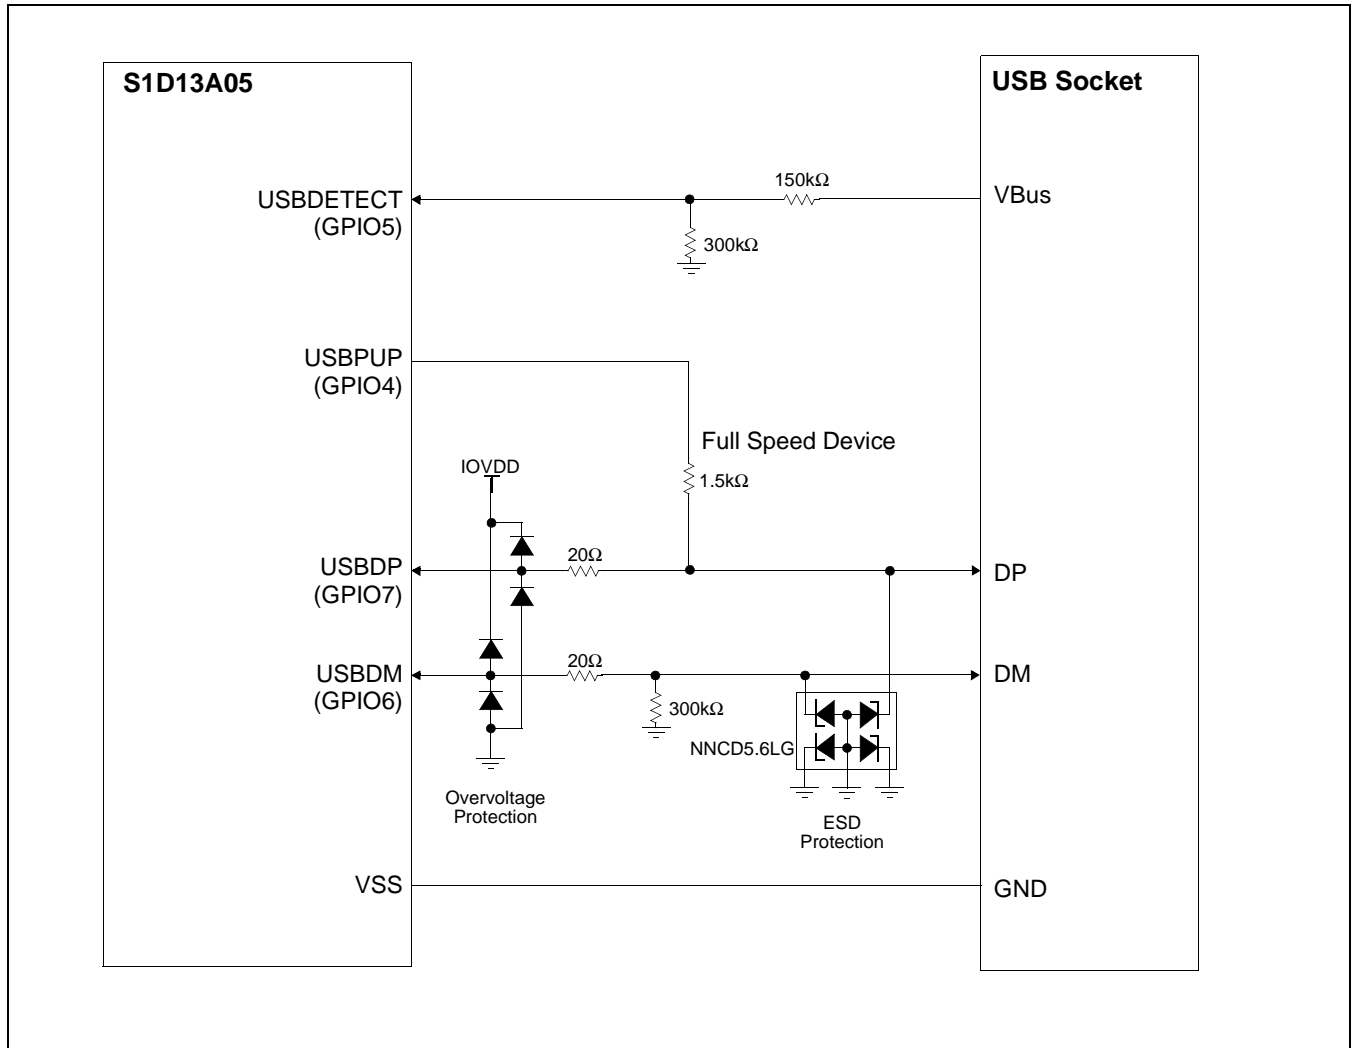 S1D13A05
USB Socket
USBDETECT
(GPIO5)
150kΩ
VBus
300kΩ
USBPUP
(GPIO4)
Full Speed Device
1.5kΩ
IOVDD
USBDP
(GPIO7)
20Ω
DP
USBDM
(GPIO6)
20Ω
DM
300kΩ
NNCD5.6LG
Overvoltage
Protection
ESD
Protection
VSS
GND